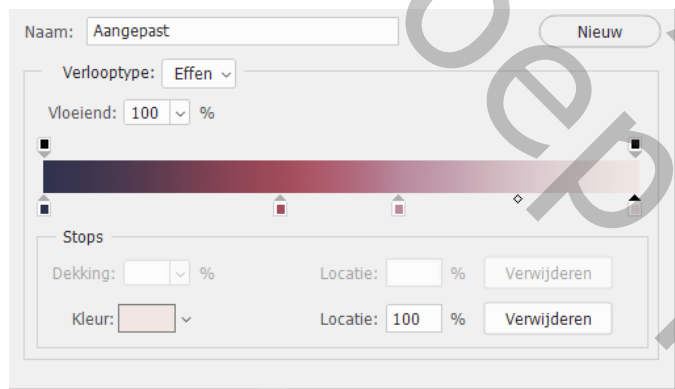 Naam: Aangepast Nieuw
Verlooptype: Effen
Vloeiend: 100 %
Stops
Dekking: % Locatie: % Verwijderen
Kleur: Locatie: 100 % Verwijderen